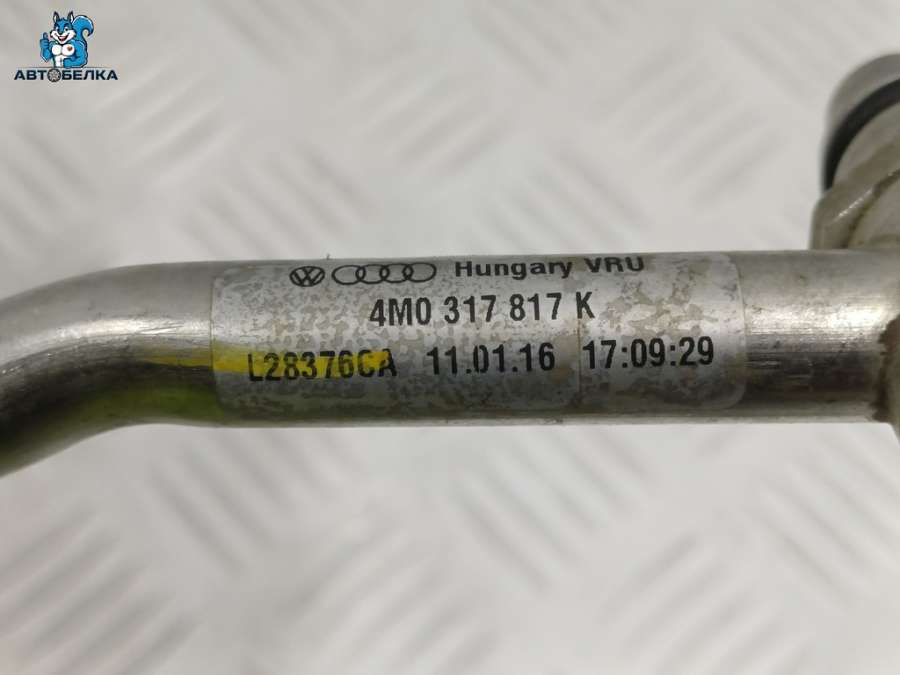 АВТОБЕЛКА
Hungary VRU
4M0 317 817 K
L28376CA 11.01.16 17:09:29